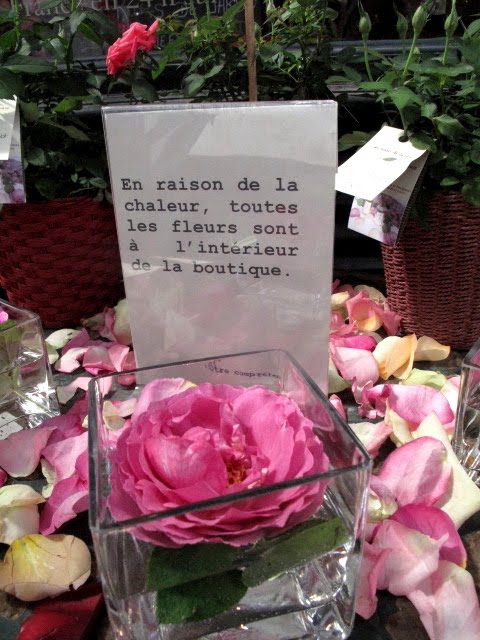 En raison de la
chaleur, toutes
les fleurs sont
à l'intérieur
de la boutique.